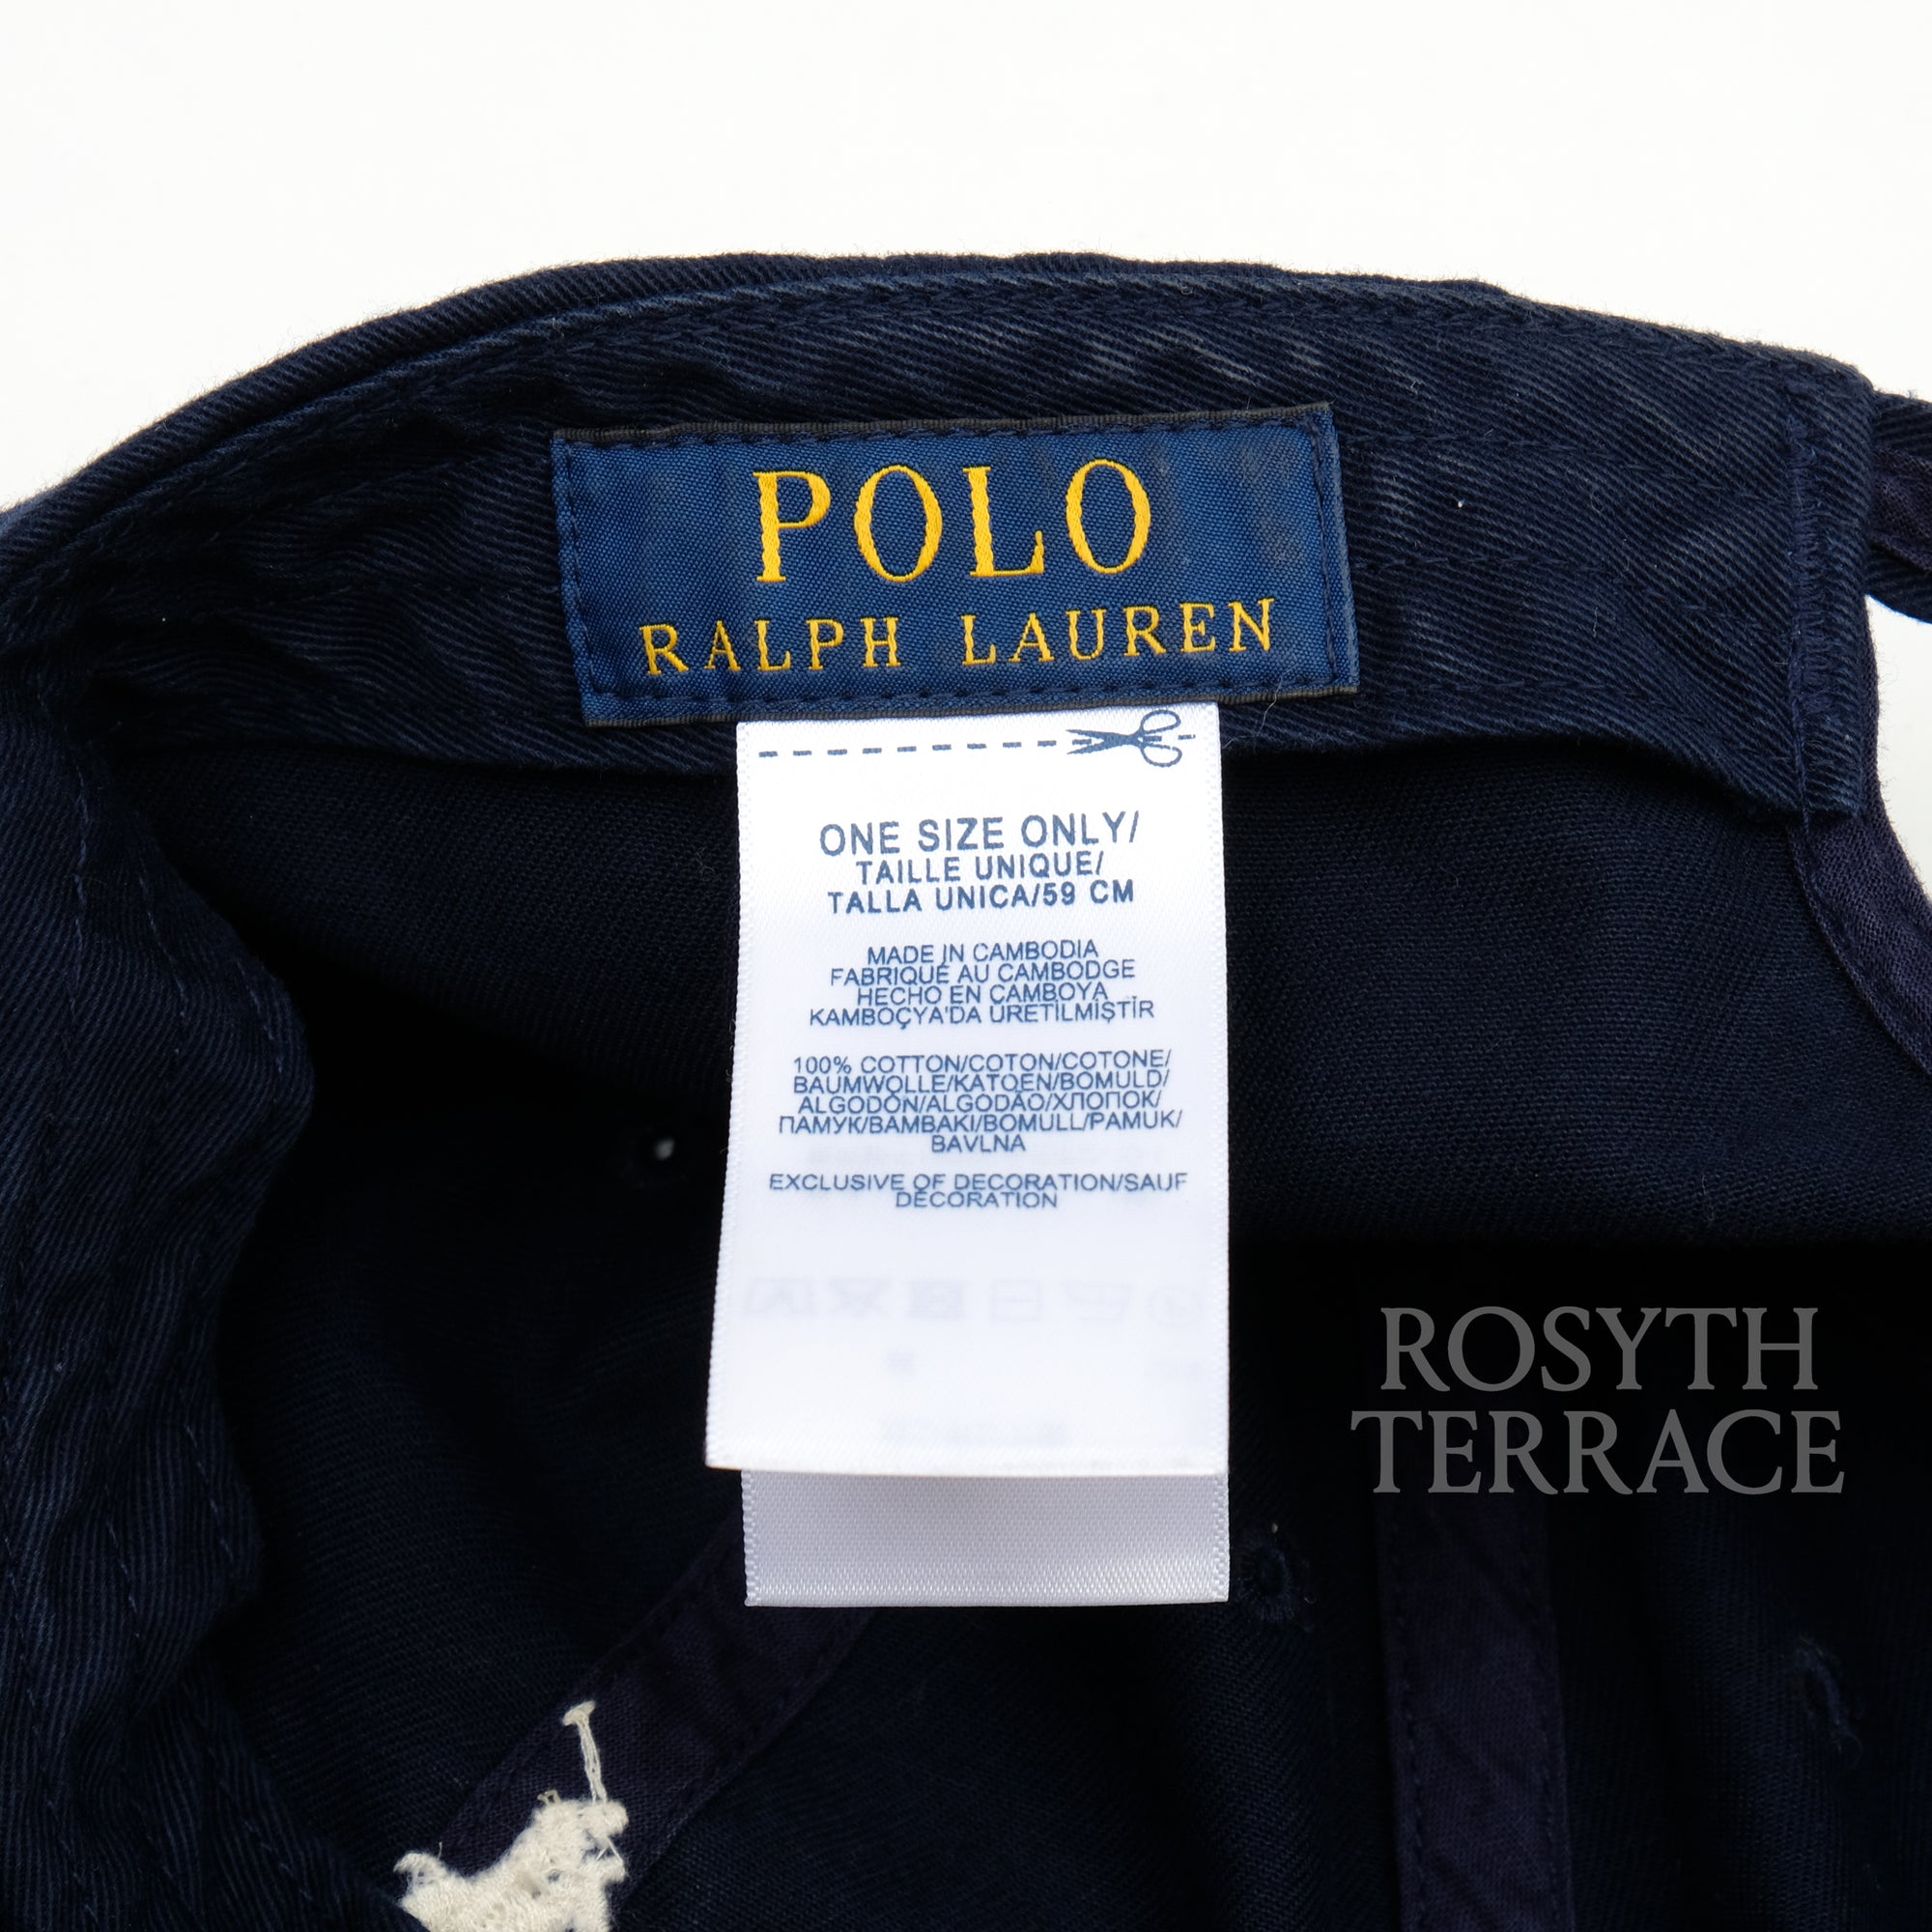 POLO
RALPH LAUREN
ONE SIZE ONLY/
TAILLE UNIQUE/
TALLA UNICA/59 CM
MADE IN CAMBODIA
FABRIQUÉ AU CAMBODGE
HECHO EN CAMBOYA
KAMBOÇYA'DA ÜRETİLMİŞTİR
100% COTTON/COTON/COTONE/
BAUMWOLLE/KATOEN/BOMULD/
ALGODÓN/ALGODÃO/ХЛОПОК/
ПАМУК/BAMBAKI/BOMULL/PAMUK/
BAVLNA
EXCLUSIVE OF DECORATION/SAUF
DÉCORATION
ROSYTH
TERRACE